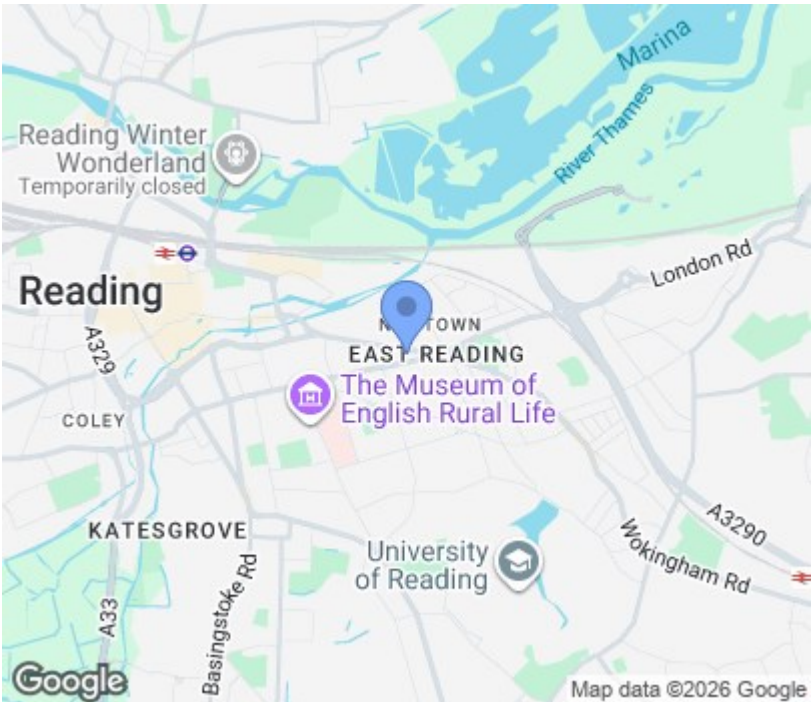 Marina
River Thames
Reading Winter
Wonderland
Temporarily closed
London Rd
Reading
A329
TOWN
EAST READING
The Museum of
English Rural Life
COLEY
KATESGROVE
University
of Reading
A3290
Wokingham Rd
Basingstoke Rd
A33
Google
Map data ©2026 Google